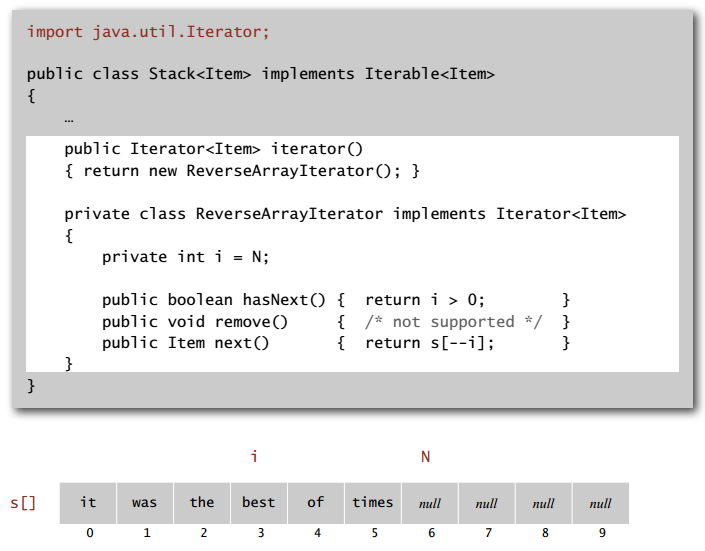 import java.util.Iterator;
public class Stack<Item> implements Iterable<Item>
{
…
public Iterator<Item> iterator()
{ return new ReverseArrayIterator(); }
private class ReverseArrayIterator implements Iterator<Item>
{
private int i = N;
public boolean hasNext() { return i > 0; }
public void remove() { /* not supported */ }
public Item next() { return s[--i]; }
}
}
i N
s[] it was the best of times null null null null
0 1 2 3 4 5 6 7 8 9